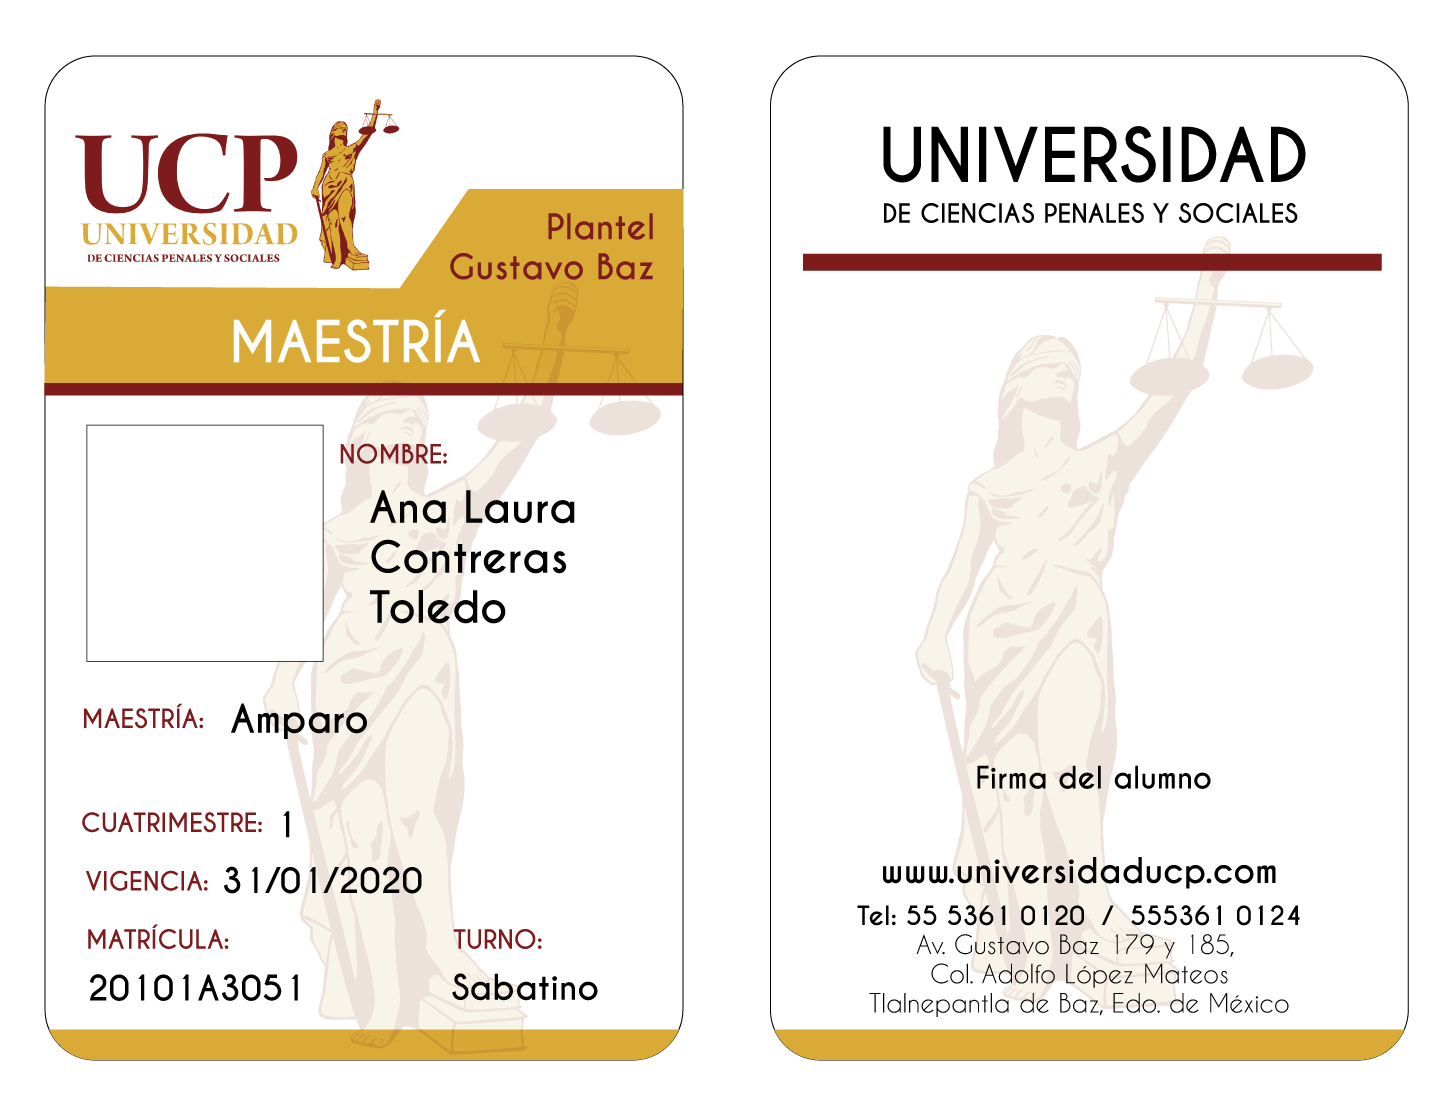 UCP
UNIVERSIDAD
DE CIENCIAS PENALES Y SOCIALES
Plantel
Gustavo Baz
MAESTRÍA
NOMBRE:
Ana Laura
Contreras
Toledo
MAESTRÍA: Amparo
CUATRIMESTRE: 1
VIGENCIA: 31/01/2020
MATRÍCULA: TURNO:
20101A3051 Sabatino
UNIVERSIDAD
DE CIENCIAS PENALES Y SOCIALES
Firma del alumno
www.universidaducp.com
Tel: 55 5361 0120 / 555361 0124
Av. Gustavo Baz 179 y 185,
Col. Adolfo López Mateos
Tlalnepantla de Baz, Edo. de México